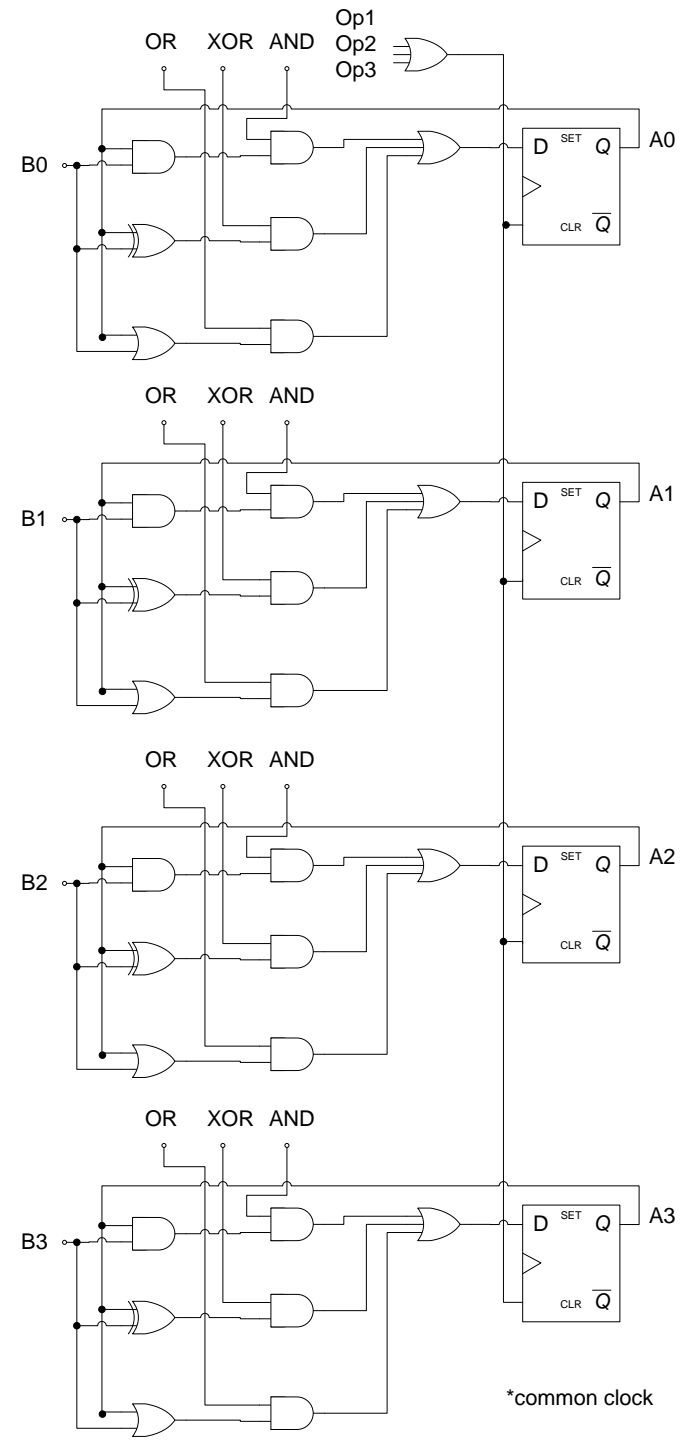 Op1
OR XOR AND Op2
Op3
B0 D SET Q A0
CLR Q
OR XOR AND
B1 D SET Q A1
CLR Q
OR XOR AND
B2 D SET Q A2
CLR Q
OR XOR AND
B3 D SET Q A3
CLR Q
*common clock